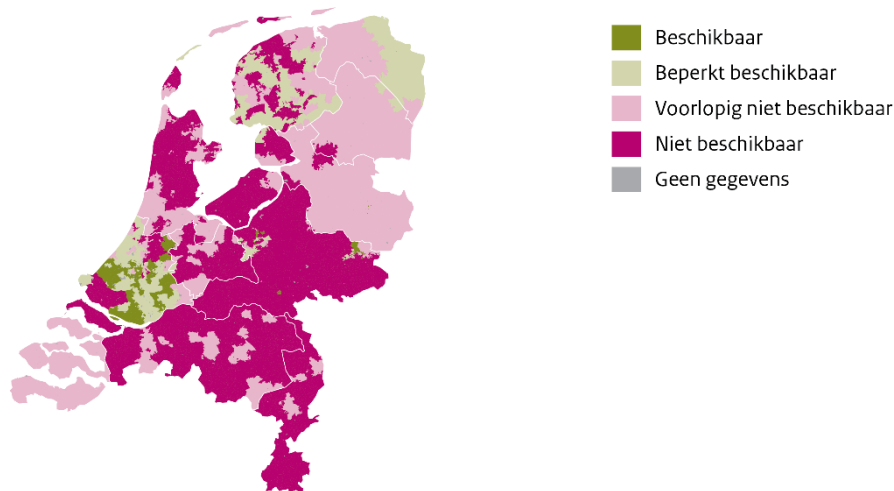 Beschikbaar
Beperkt beschikbaar
Voorlopig niet beschikbaar
Niet beschikbaar
Geen gegevens